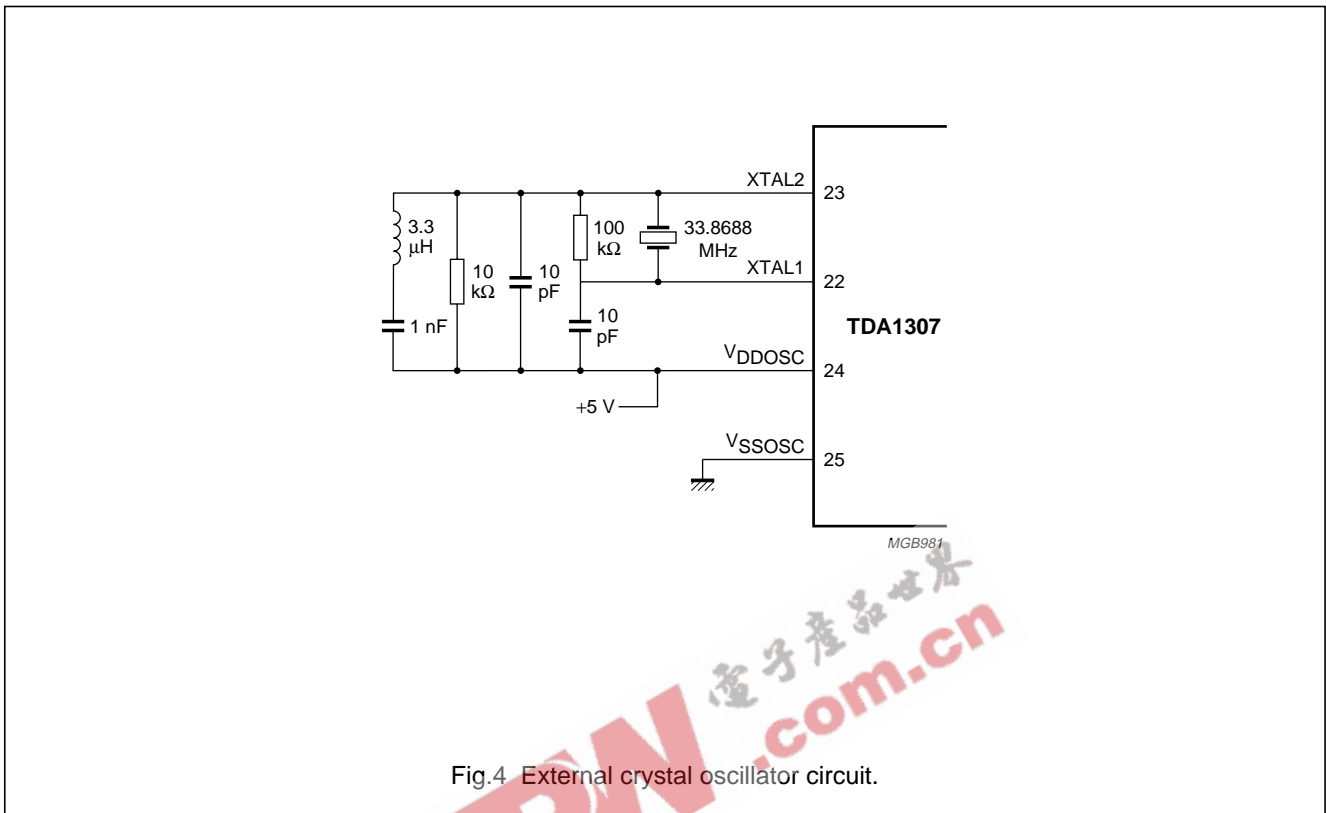 XTAL2
23
3.3
μH
10
kΩ
10
pF
100
kΩ
33.8688
MHz
XTAL1
22
1 nF
10
pF
TDA1307
VDDOSC
24
+5 V
VSSOSC
25
MGB981
電子產品世界
.com.cn
Fig.4 External crystal oscillator circuit.